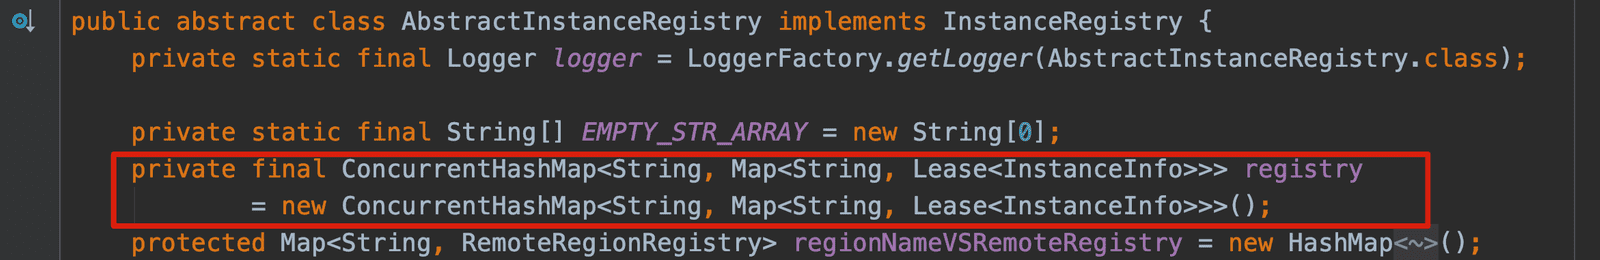 public abstract class AbstractInstanceRegistry implements InstanceRegistry {
private static final Logger logger = LoggerFactory.getLogger(AbstractInstanceRegistry.class);
private static final String[] EMPTY_STR_ARRAY = new String[0];
private final ConcurrentHashMap<String, Map<String, Lease<InstanceInfo>>> registry
= new ConcurrentHashMap<String, Map<String, Lease<InstanceInfo>>>();
protected Map<String, RemoteRegionRegistry> regionNameVSRemoteRegistry = new HashMap<~>();